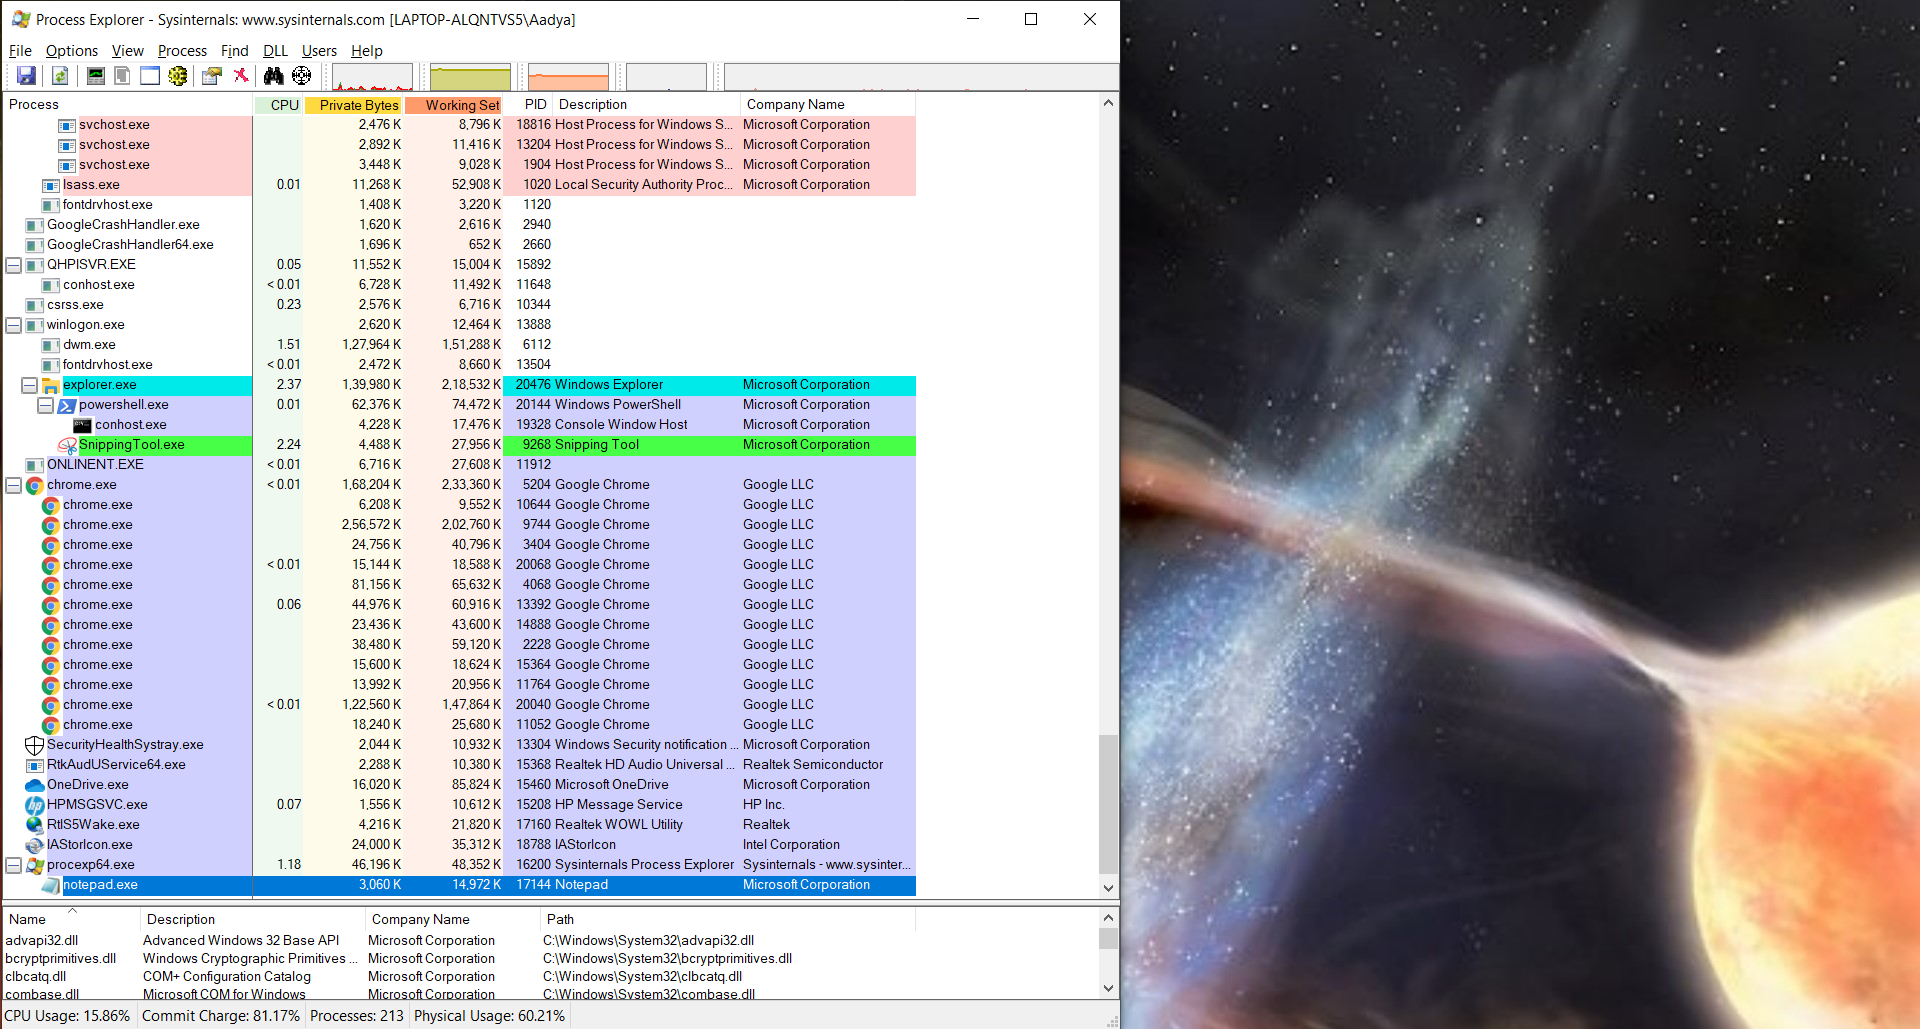 Process Explorer - Sysinternals: www.sysinternals.com [LAPTOP-ALQNTVS5\Aadya]
File Options View Process Find DLL Users Help
Process CPU Private Bytes Working Set PID Description Company Name
svchost.exe 2,476 K 8,796 K 18816 Host Process for Windows S... Microsoft Corporation
svchost.exe 2,892 K 11,416 K 13204 Host Process for Windows S... Microsoft Corporation
svchost.exe 3,448 K 9,028 K 1904 Host Process for Windows S... Microsoft Corporation
lsass.exe 0.01 11,268 K 52,908 K 1020 Local Security Authority Proc... Microsoft Corporation
fontdrvhost.exe 1,408 K 3,220 K 1120
GoogleCrashHandler.exe 1,620 K 2,616 K 2940
GoogleCrashHandler64.exe 1,696 K 652 K 2660
QHPISVR.EXE 0.05 11,552 K 15,004 K 15892
conhost.exe < 0.01 6,728 K 11,492 K 11648
csrss.exe 0.23 2,576 K 6,716 K 10344
winlogon.exe 2,620 K 12,464 K 13888
dwm.exe 1.51 1,27,964 K 1,51,288 K 6112
fontdrvhost.exe < 0.01 2,472 K 8,660 K 13504
explorer.exe 2.37 1,39,980 K 2,18,532 K 20476 Windows Explorer Microsoft Corporation
powershell.exe 0.01 62,376 K 74,472 K 20144 Windows PowerShell Microsoft Corporation
conhost.exe 4,228 K 17,476 K 19328 Console Window Host Microsoft Corporation
SnippingTool.exe 2.24 4,488 K 27,956 K 9268 Snipping Tool Microsoft Corporation
ONLINENT.EXE < 0.01 6,716 K 27,608 K 11912
chrome.exe < 0.01 1,68,204 K 2,33,360 K 5204 Google Chrome Google LLC
chrome.exe 6,208 K 9,552 K 10644 Google Chrome Google LLC
chrome.exe 2,56,572 K 2,02,760 K 9744 Google Chrome Google LLC
chrome.exe 24,756 K 40,796 K 3404 Google Chrome Google LLC
chrome.exe < 0.01 15,144 K 18,588 K 20068 Google Chrome Google LLC
chrome.exe 81,156 K 65,632 K 4068 Google Chrome Google LLC
chrome.exe 0.06 44,976 K 60,916 K 13392 Google Chrome Google LLC
chrome.exe 23,436 K 43,600 K 14888 Google Chrome Google LLC
chrome.exe 38,480 K 59,120 K 2228 Google Chrome Google LLC
chrome.exe 15,600 K 18,624 K 15364 Google Chrome Google LLC
chrome.exe 13,992 K 20,956 K 11764 Google Chrome Google LLC
chrome.exe < 0.01 1,22,560 K 1,47,864 K 20040 Google Chrome Google LLC
chrome.exe 18,240 K 25,680 K 11052 Google Chrome Google LLC
SecurityHealthSystray.exe 2,044 K 10,932 K 13304 Windows Security notification ... Microsoft Corporation
RtkAudUService64.exe 2,288 K 10,380 K 15368 Realtek HD Audio Universal ... Realtek Semiconductor
OneDrive.exe 16,020 K 85,824 K 15460 Microsoft OneDrive Microsoft Corporation
HPMSGSVC.exe 0.07 1,556 K 10,612 K 15208 HP Message Service HP Inc.
RtlS5Wake.exe 4,216 K 21,820 K 17160 Realtek WOWL Utility Realtek
IAStorIcon.exe 24,000 K 35,312 K 18788 IAStorIcon Intel Corporation
procexp64.exe 1.18 46,196 K 48,352 K 16200 Sysinternals Process Explorer Sysinternals - www.sysinter...
notepad.exe 3,060 K 14,972 K 17144 Notepad Microsoft Corporation
Name Description Company Name Path
advapi32.dll Advanced Windows 32 Base API Microsoft Corporation C:\Windows\System32\advapi32.dll
bcryptprimitives.dll Windows Cryptographic Primitives ... Microsoft Corporation C:\Windows\System32\bcryptprimitives.dll
clbcatq.dll COM+ Configuration Catalog Microsoft Corporation C:\Windows\System32\clbcatq.dll
combase.dll Microsoft COM for Windows Microsoft Corporation C:\Windows\System32\combase.dll
CPU Usage: 15.86% Commit Charge: 81.17% Processes: 213 Physical Usage: 60.21%